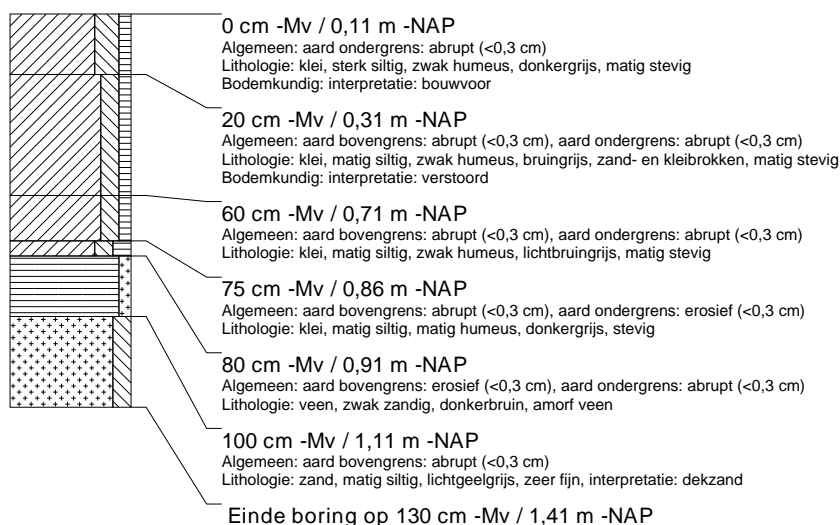 0 cm -Mv / 0,11 m -NAP
Algemeen: aard ondergrens: abrupt (<0,3 cm)
Lithologie: klei, sterk siltig, zwak humeus, donkergrijs, matig stevig
Bodemkundig: interpretatie: bouwvoor
20 cm -Mv / 0,31 m -NAP
Algemeen: aard bovengrens: abrupt (<0,3 cm), aard ondergrens: abrupt (<0,3 cm)
Lithologie: klei, matig siltig, zwak humeus, bruingrijs, zand- en kleibrokken, matig stevig
Bodemkundig: interpretatie: verstoord
60 cm -Mv / 0,71 m -NAP
Algemeen: aard bovengrens: abrupt (<0,3 cm), aard ondergrens: abrupt (<0,3 cm)
Lithologie: klei, matig siltig, zwak humeus, lichtbruingrijs, matig stevig
75 cm -Mv / 0,86 m -NAP
Algemeen: aard bovengrens: abrupt (<0,3 cm), aard ondergrens: erosief (<0,3 cm)
Lithologie: klei, matig siltig, matig humeus, donkergrijs, stevig
80 cm -Mv / 0,91 m -NAP
Algemeen: aard bovengrens: erosief (<0,3 cm), aard ondergrens: abrupt (<0,3 cm)
Lithologie: veen, zwak zandig, donkerbruin, amorf veen
100 cm -Mv / 1,11 m -NAP
Algemeen: aard bovengrens: abrupt (<0,3 cm)
Lithologie: zand, matig siltig, lichtgeelgrijs, zeer fijn, interpretatie: dekzand
Einde boring op 130 cm -Mv / 1,41 m -NAP